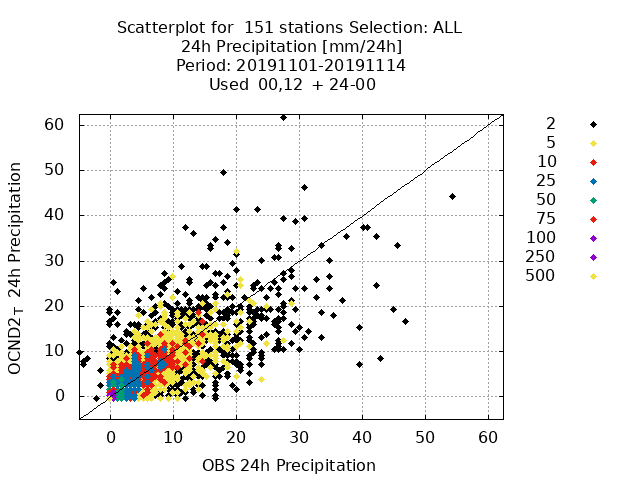 Scatterplot for  151 stations Selection: ALL
24h Precipitation [mm/24h]
Period: 20191101-20191114
Used  00,12  + 24-00
60
50
40
30
20
10
0
0 10 20 30 40 50 60
OCND2T  24h Precipitation
OBS 24h Precipitation
2
5
10
25
50
75
100
250
500